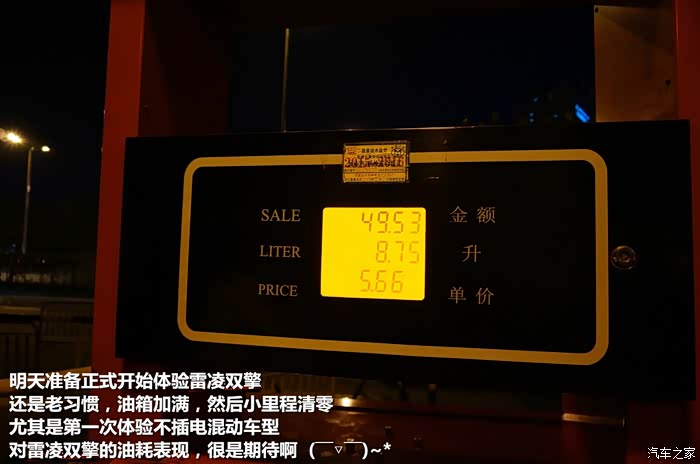 SALE 49.53 金额
LITER 8.75 升
PRICE 5.66 单价
明天准备正式开始体验雷凌双擎
还是老习惯，油箱加满，然后小里程清零
尤其是第一次体验不插电混动车型
对雷凌双擎的油耗表现，很是期待啊（￣▽￣)~*
汽车之家